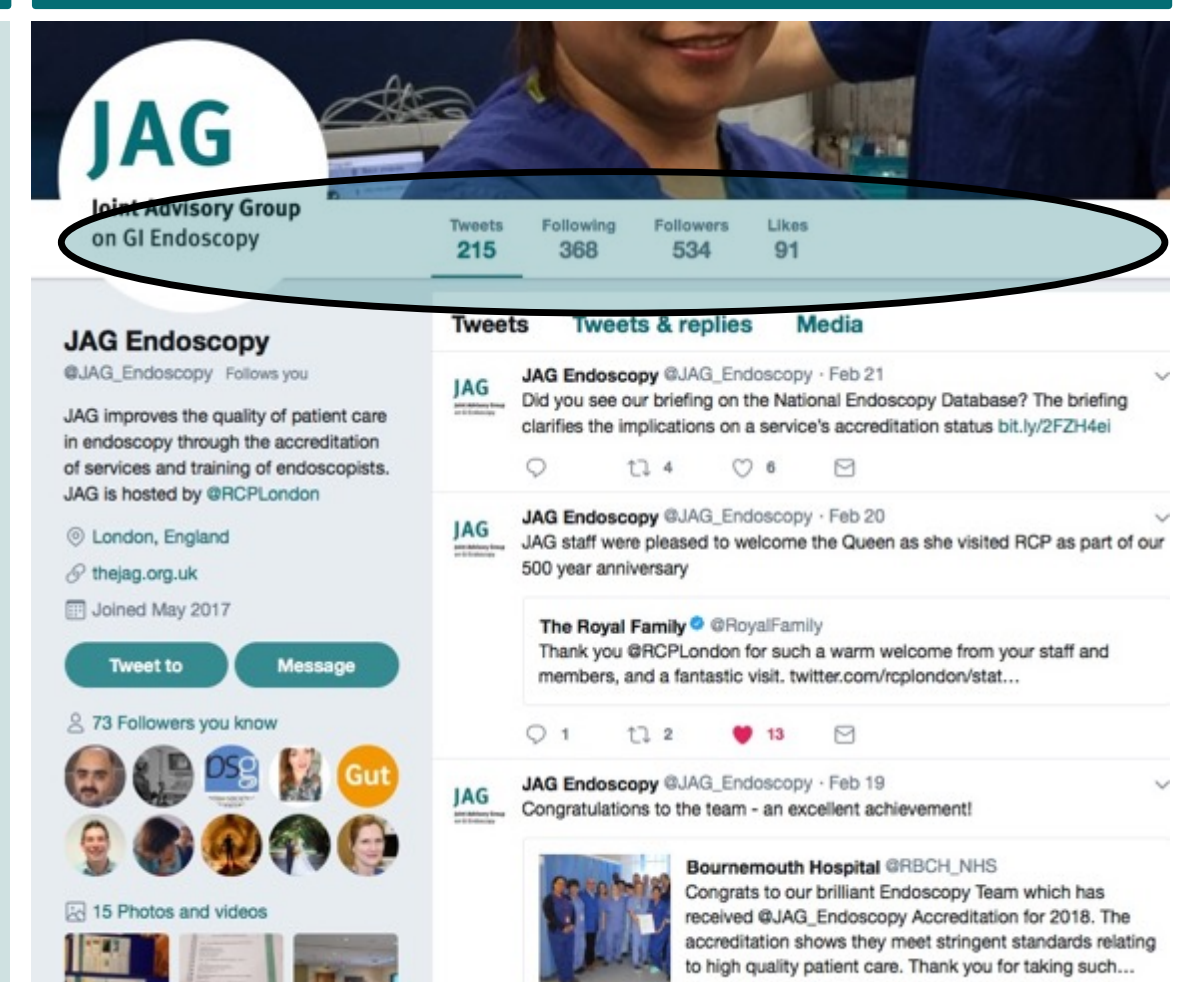 JAG
Joint Advisory Group
on GI Endoscopy
Tweets Following Followers Likes
215 368 534 91
JAG Endoscopy
@JAG_Endoscopy Follows you
JAG improves the quality of patient care
in endoscopy through the accreditation
of services and training of endoscopists.
JAG is hosted by @RCPLondon
London, England
thejag.org.uk
Joined May 2017
Tweet to Message
73 Followers you know
DSg
Gut
15 Photos and videos
Tweets Tweets & replies Media
JAG
JAG Endoscopy @JAG_Endoscopy · Feb 21
Did you see our briefing on the National Endoscopy Database? The briefing
clarifies the implications on a service's accreditation status bit.ly/2FZH4ei
4 6
JAG
JAG Endoscopy @JAG_Endoscopy · Feb 20
JAG staff were pleased to welcome the Queen as she visited RCP as part of our
500 year anniversary
The Royal Family @RoyalFamily
Thank you @RCPLondon for such a warm welcome from your staff and
members, and a fantastic visit. twitter.com/rcplondon/stat…
1 2 13
JAG
JAG Endoscopy @JAG_Endoscopy · Feb 19
Congratulations to the team - an excellent achievement!
Bournemouth Hospital @RBCH_NHS
Congrats to our brilliant Endoscopy Team which has
received @JAG_Endoscopy Accreditation for 2018. The
accreditation shows they meet stringent standards relating
to high quality patient care. Thank you for taking such…